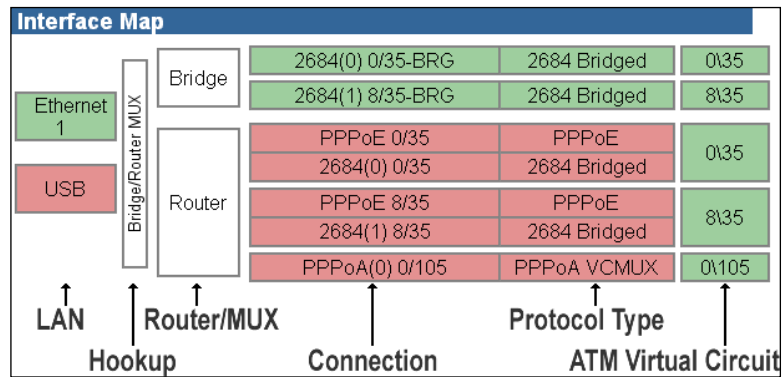 Interface Map
Ethernet
1
USB
Bridge/Router MUX
Bridge
Router
2684(0) 0/35-BRG 2684 Bridged 0\35
2684(1) 8/35-BRG 2684 Bridged 8\35
PPPoE 0/35 PPPoE
2684(0) 0/35 2684 Bridged
0\35
PPPoE 8/35 PPPoE
2684(1) 8/35 2684 Bridged
8\35
PPPoA(0) 0/105 PPPoA VCMUX 0\105
LAN Router/MUX Protocol Type
Hookup Connection ATM Virtual Circuit